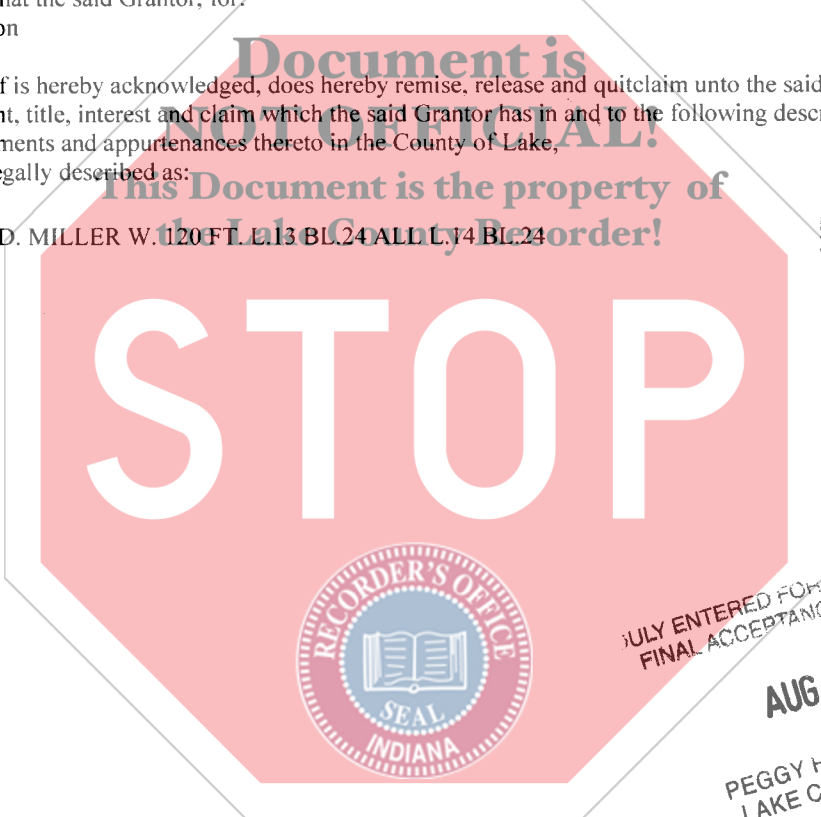 that the said Grantor, for:
on
Document is
f is hereby acknowledged, does hereby remise, release and quitclaim unto the said
nt, title, interest and claim which the said Grantor has in and to the following descr
NOT OFFICIAL!
ments and appurtenances thereto in the County of Lake,
egally described as:
This Document is the property of
the Lake County Recorder!
D. MILLER W. 120 FT. L.13 BL.24 ALL L.14 BL.24
STOP
RECORDER'S OFFICE
SEAL
INDIANA
DULY ENTERED FOR
FINAL ACCEPTANC
AUG
PEGGY H
LAKE C